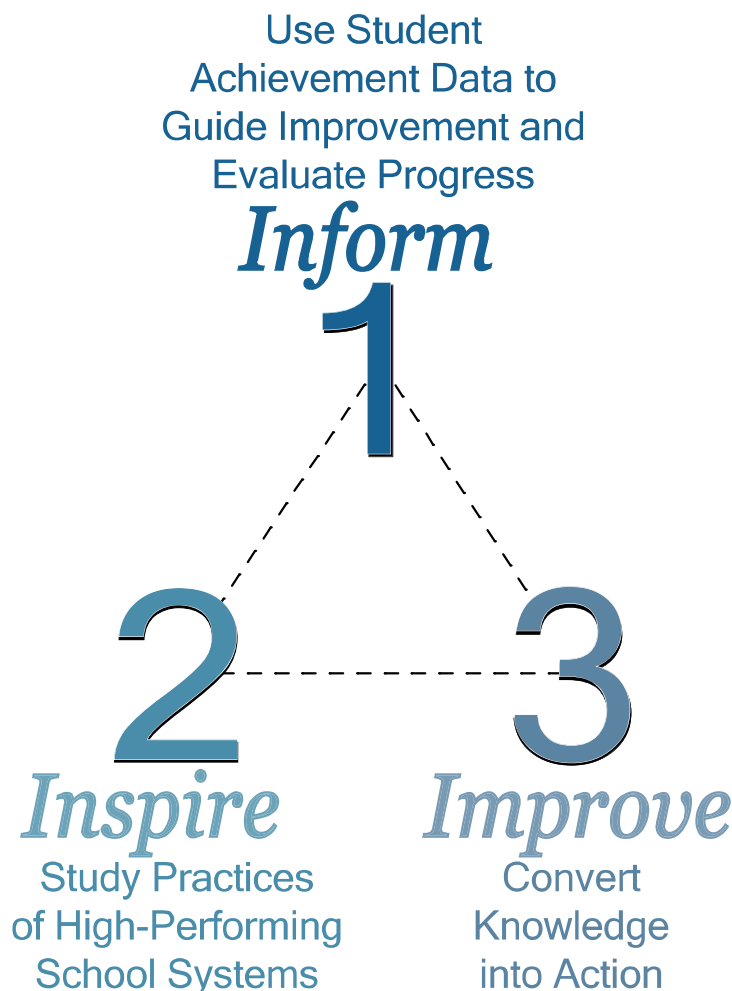 Use Student
Achievement Data to
Guide Improvement and
Evaluate Progress
Inform
1
2
Inspire
Study Practices
of High-Performing
School Systems
3
Improve
Convert
Knowledge
into Action